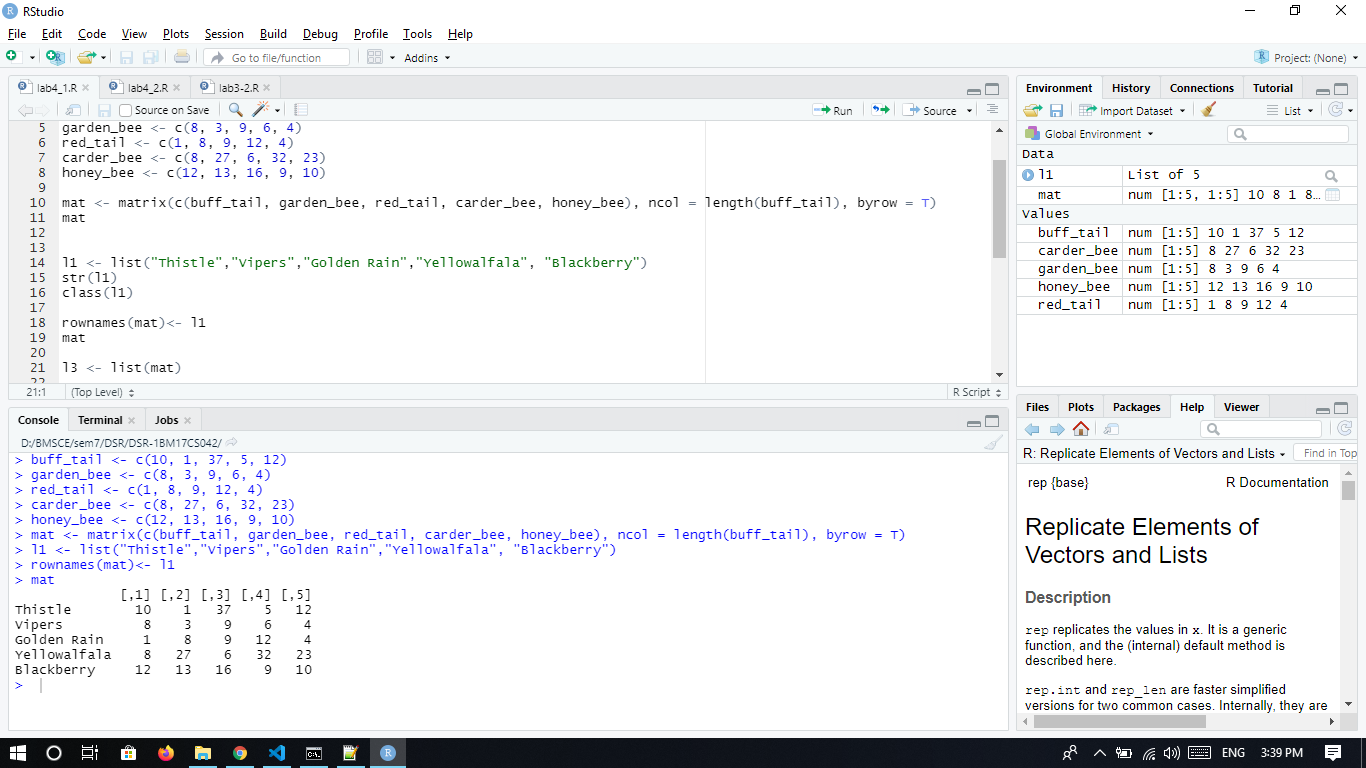 RStudio
File Edit Code View Plots Session Build Debug Profile Tools Help
Go to file/function Addins Project: (None)
lab4_1.R lab4_2.R lab3-2.R
Source on Save Run Source
5 garden_bee <- c(8, 3, 9, 6, 4)
6 red_tail <- c(1, 8, 9, 12, 4)
7 carder_bee <- c(8, 27, 6, 32, 23)
8 honey_bee <- c(12, 13, 16, 9, 10)
9
10 mat <- matrix(c(buff_tail, garden_bee, red_tail, carder_bee, honey_bee), ncol = length(buff_tail), byrow = T)
11 mat
12
13
14 l1 <- list("Thistle","Vipers","Golden Rain","Yellowalfala", "Blackberry")
15 str(l1)
16 class(l1)
17
18 rownames(mat)<- l1
19 mat
20
21 l3 <- list(mat)
22
21:1 (Top Level) R Script
Console Terminal Jobs
D:/BMSCE/sem7/DSR/DSR-1BM17CS042/
> buff_tail <- c(10, 1, 37, 5, 12)
> garden_bee <- c(8, 3, 9, 6, 4)
> red_tail <- c(1, 8, 9, 12, 4)
> carder_bee <- c(8, 27, 6, 32, 23)
> honey_bee <- c(12, 13, 16, 9, 10)
> mat <- matrix(c(buff_tail, garden_bee, red_tail, carder_bee, honey_bee), ncol = length(buff_tail), byrow = T)
> l1 <- list("Thistle","Vipers","Golden Rain","Yellowalfala", "Blackberry")
> rownames(mat)<- l1
> mat
[,1] [,2] [,3] [,4] [,5]
Thistle 10 1 37 5 12
Vipers 8 3 9 6 4
Golden Rain 1 8 9 12 4
Yellowalfala 8 27 6 32 23
Blackberry 12 13 16 9 10
>
Environment History Connections Tutorial
Import Dataset List
Global Environment
Data
l1 List of 5
mat num [1:5, 1:5] 10 8 1 8…
Values
buff_tail num [1:5] 10 1 37 5 12
carder_bee num [1:5] 8 27 6 32 23
garden_bee num [1:5] 8 3 9 6 4
honey_bee num [1:5] 12 13 16 9 10
red_tail num [1:5] 1 8 9 12 4
Files Plots Packages Help Viewer
R: Replicate Elements of Vectors and Lists Find in Top
rep {base} R Documentation
Replicate Elements of
Vectors and Lists
Description
rep replicates the values in x. It is a generic
function, and the (internal) default method is
described here.
rep.int and rep_len are faster simplified
versions for two common cases. Internally, they are
ENG 3:39 PM